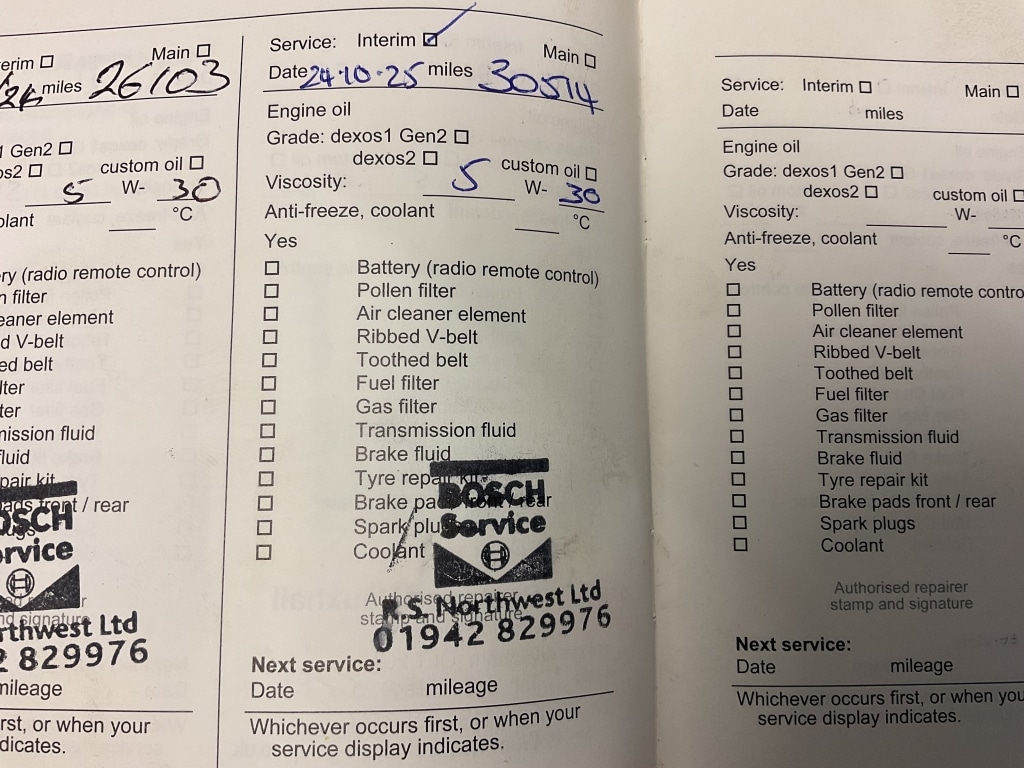 erim ☐ Main ☐
miles 26103
1 Gen2 ☐
os2 ☐ custom oil ☐
5 W- 30
olant °C
ry (radio remote control)
n filter
eaner element
d V-belt
ed belt
lter
ter
mission fluid
fluid
pair kit
pads front / rear
OSCH
ugs
ervice
er
nd signature
rthwest Ltd
2 829976
mileage
rst, or when your
dicates.
Service: Interim ☑ Main ☐
Date 24.10.25 miles 30514
Engine oil
Grade: dexos1 Gen2 ☐
dexos2 ☐ custom oil ☐
Viscosity: 5 W- 30
Anti-freeze, coolant °C
Yes
☐ Battery (radio remote control)
☐ Pollen filter
☐ Air cleaner element
☐ Ribbed V-belt
☐ Toothed belt
☐ Fuel filter
☐ Gas filter
☐ Transmission fluid
☐ Brake fluid
☐ Tyre repair kit
☐ Brake pads front / rear
BOSCH
☐ Spark plugs
Service
☐ Coolant
Authorised repairer
stamp and signature
P.S. Northwest Ltd
01942 829976
Next service:
Date mileage
Whichever occurs first, or when your
service display indicates.
Service: Interim ☐ Main ☐
Date miles
Engine oil
Grade: dexos1 Gen2 ☐
dexos2 ☐ custom oil ☐
Viscosity: W-
Anti-freeze, coolant °C
Yes
☐ Battery (radio remote contro
☐ Pollen filter
☐ Air cleaner element
☐ Ribbed V-belt
☐ Toothed belt
☐ Fuel filter
☐ Gas filter
☐ Transmission fluid
☐ Brake fluid
☐ Tyre repair kit
☐ Brake pads front / rear
☐ Spark plugs
☐ Coolant
Authorised repairer
stamp and signature
Next service:
Date mileage
Whichever occurs first, or when you
service display indicates.